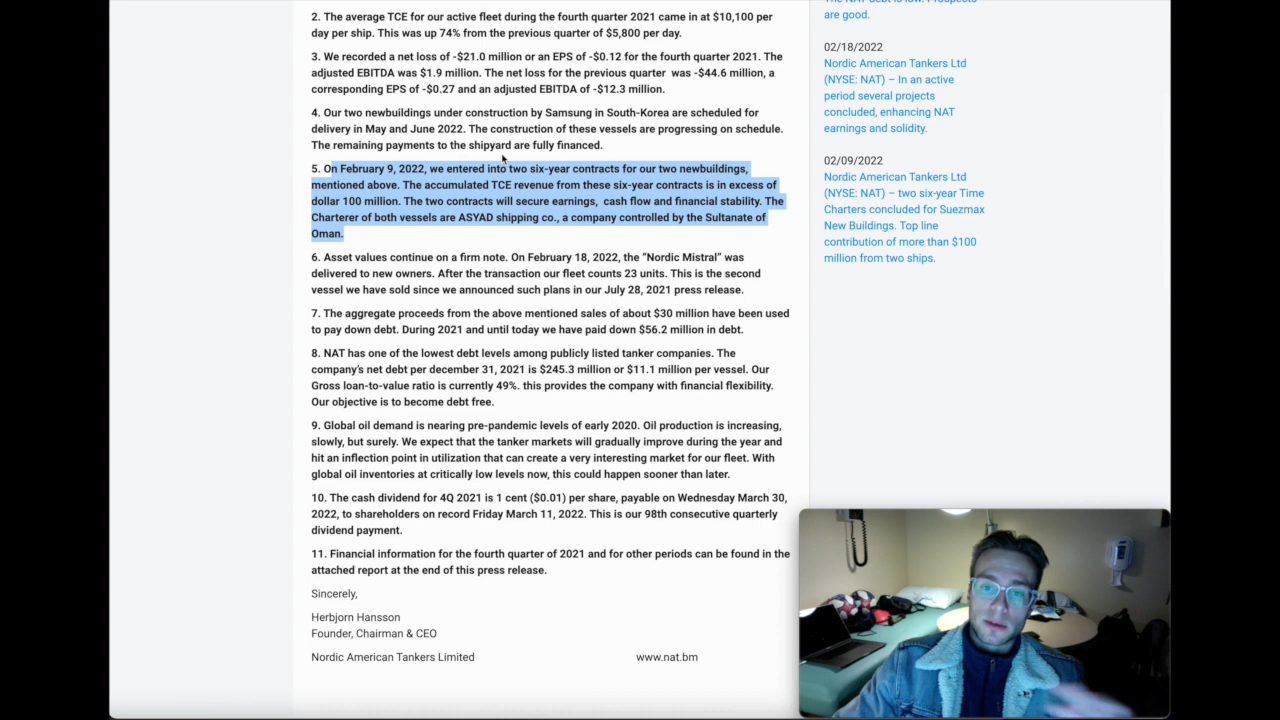 2. The average TCE for our active fleet during the fourth quarter 2021 came in at $10,100 per
day per ship. This was up 74% from the previous quarter of $5,800 per day.
3. We recorded a net loss of -$21.0 million or an EPS of -$0.12 for the fourth quarter 2021. The
adjusted EBITDA was $1.9 million. The net loss for the previous quarter was -$44.6 million, a
corresponding EPS of -$0.27 and an adjusted EBITDA of -$12.3 million.
4. Our two newbuildings under construction by Samsung in South-Korea are scheduled for
delivery in May and June 2022. The construction of these vessels are progressing on schedule.
The remaining payments to the shipyard are fully financed.
5. On February 9, 2022, we entered into two six-year contracts for our two newbuildings,
mentioned above. The accumulated TCE revenue from these six-year contracts is in excess of
dollar 100 million. The two contracts will secure earnings, cash flow and financial stability. The
Charterer of both vessels are ASYAD shipping co., a company controlled by the Sultanate of
Oman.
6. Asset values continue on a firm note. On February 18, 2022, the “Nordic Mistral” was
delivered to new owners. After the transaction our fleet counts 23 units. This is the second
vessel we have sold since we announced such plans in our July 28, 2021 press release.
7. The aggregate proceeds from the above mentioned sales of about $30 million have been used
to pay down debt. During 2021 and until today we have paid down $56.2 million in debt.
8. NAT has one of the lowest debt levels among publicly listed tanker companies. The
company’s net debt per december 31, 2021 is $245.3 million or $11.1 million per vessel. Our
Gross loan-to-value ratio is currently 49%. this provides the company with financial flexibility.
Our objective is to become debt free.
9. Global oil demand is nearing pre-pandemic levels of early 2020. Oil production is increasing,
slowly, but surely. We expect that the tanker markets will gradually improve during the year and
hit an inflection point in utilization that can create a very interesting market for our fleet. With
global oil inventories at critically low levels now, this could happen sooner than later.
10. The cash dividend for 4Q 2021 is 1 cent ($0.01) per share, payable on Wednesday March 30,
2022, to shareholders on record Friday March 11, 2022. This is our 98th consecutive quarterly
dividend payment.
11. Financial information for the fourth quarter of 2021 and for other periods can be found in the
attached report at the end of this press release.
Sincerely,
Herbjorn Hansson
Founder, Chairman & CEO
Nordic American Tankers Limited www.nat.bm
are good.
02/18/2022
Nordic American Tankers Ltd
(NYSE: NAT) – In an active
period several projects
concluded, enhancing NAT
earnings and solidity.
02/09/2022
Nordic American Tankers Ltd
(NYSE: NAT) – two six-year Time
Charters concluded for Suezmax
New Buildings. Top line
contribution of more than $100
million from two ships.